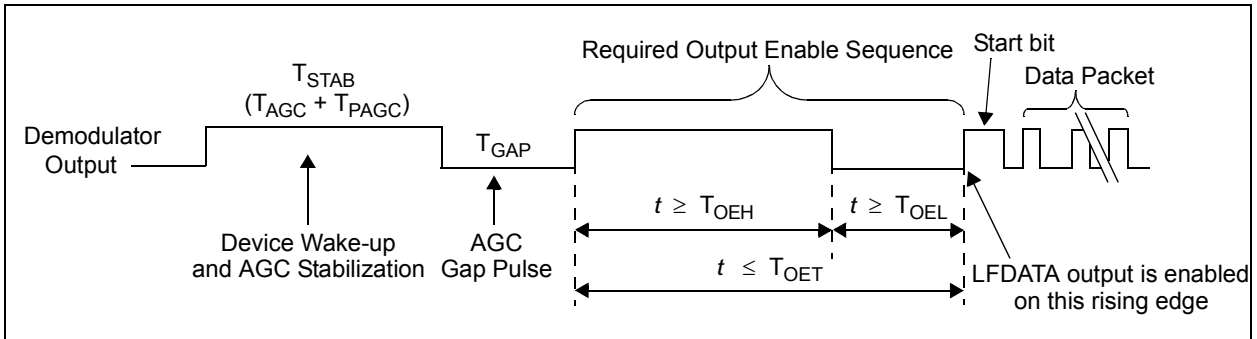 Required Output Enable Sequence
Start bit
Data Packet
TSTAB
(TAGC + TPAGC)
Demodulator
Output
TGAP
t ≥ TOEH
t ≥ TOEL
Device Wake-up
and AGC Stabilization
AGC
Gap Pulse
t ≤ TOET
LFDATA output is enabled
on this rising edge